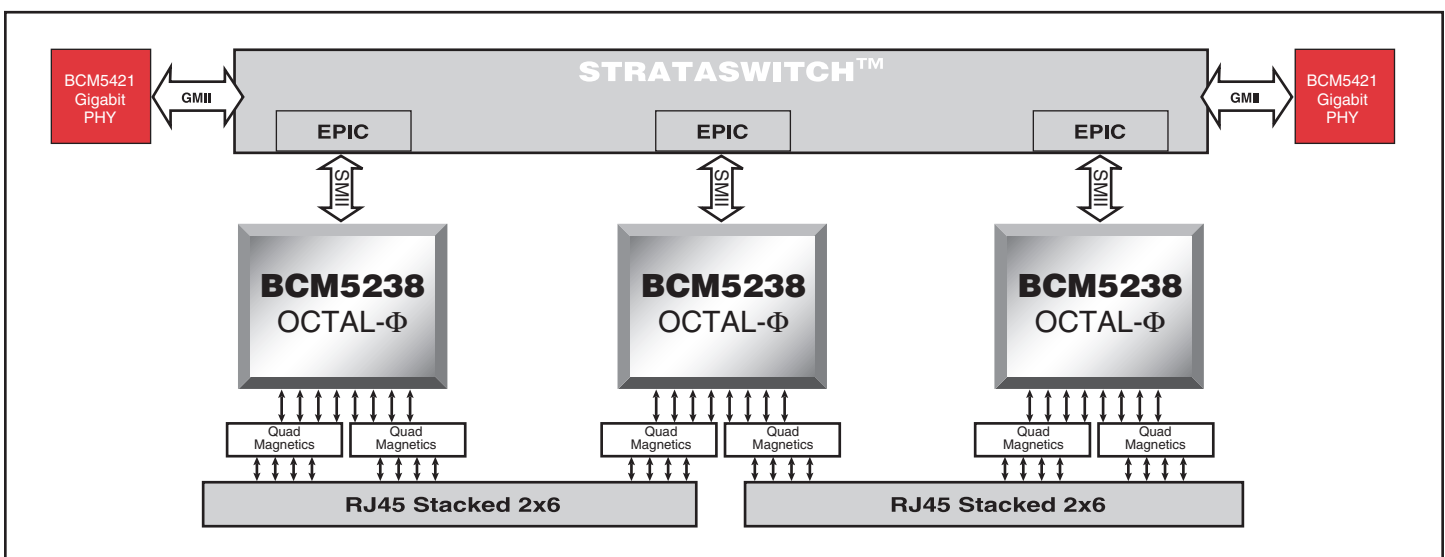 STRATASWITCH™
BCM5421
Gigabit
PHY
GMII
GMII
BCM5421
Gigabit
PHY
EPIC
EPIC
EPIC
SMII
SMII
SMII
BCM5238
OCTAL-Φ
BCM5238
OCTAL-Φ
BCM5238
OCTAL-Φ
Quad
Magnetics
Quad
Magnetics
Quad
Magnetics
Quad
Magnetics
Quad
Magnetics
Quad
Magnetics
RJ45 Stacked 2x6
RJ45 Stacked 2x6